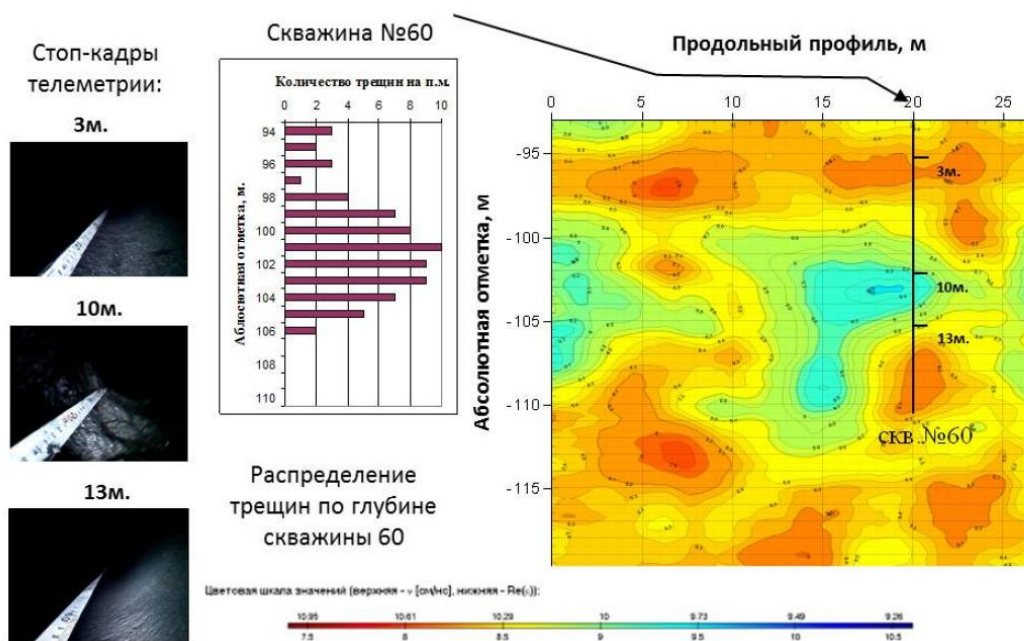 Стоп-кадры
телеметрии:
3м.
10м.
13м.
Скважина №60
Количество трещин на п.м.
0 2 4 6 8 10
94
96
98
100
102
104
106
108
110
Аблосютная отметка, м.
Распределение
трещин по глубине
скважины 60
Продольный профиль, м
0 5 10 15 20 25
Абсолютная отметка, м
-95
-100
-105
-110
-115
3м.
10м.
13м.
скв.№60
Цветовая шкала значений (верхняя - v [см/нс], нижняя - Re(ε)):
10.95 10.61 10.29 10 9.73 9.49 9.26
7.5 8 8.5 9 9.5 10 10.5